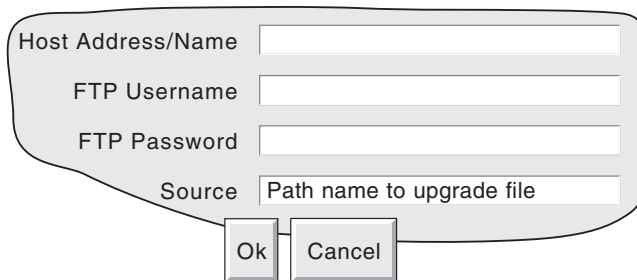 Host Address/Name
FTP Username
FTP Password
Source Path name to upgrade file
Ok Cancel